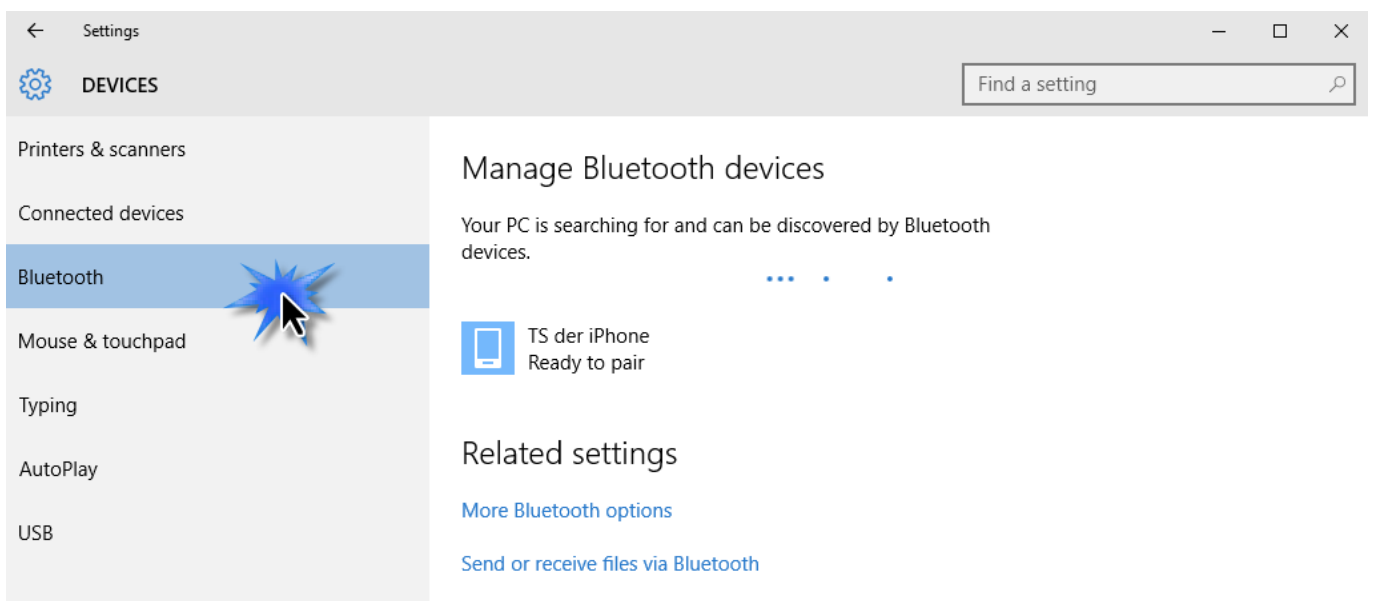 Settings
DEVICES
Find a setting
Printers & scanners
Connected devices
Bluetooth
Mouse & touchpad
Typing
AutoPlay
USB
Manage Bluetooth devices
Your PC is searching for and can be discovered by Bluetooth
devices.
TS der iPhone
Ready to pair
Related settings
More Bluetooth options
Send or receive files via Bluetooth